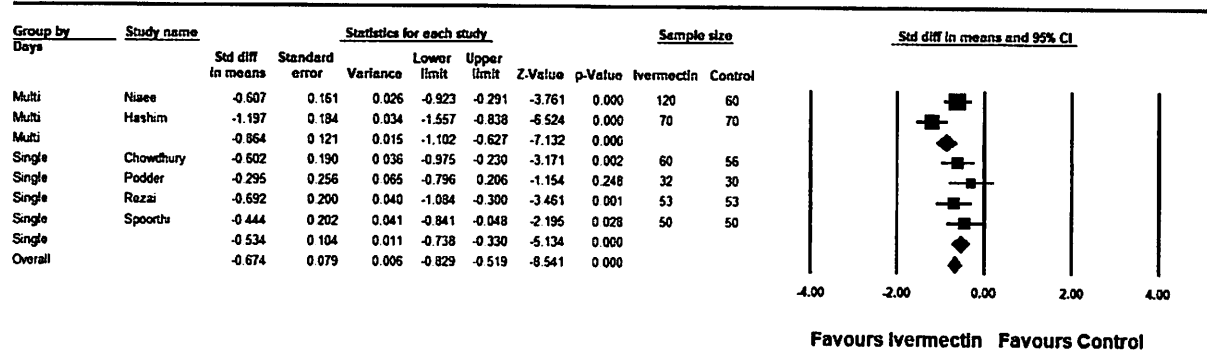 Group by Study name Statistics for each study Sample size Std diff in means and 95% CI
Days
Std diff in means Standard error Variance Lower limit Upper limit Z-Value p-Value Ivermectin Control
Multi Niaee -0.607 0.161 0.026 -0.923 -0.291 -3.761 0.000 120 60
Multi Hashim -1.197 0.184 0.034 -1.557 -0.838 -6.524 0.000 70 70
Multi -0.864 0.121 0.015 -1.102 -0.627 -7.132 0.000
Single Chowdhury -0.602 0.190 0.036 -0.975 -0.230 -3.171 0.002 60 56
Single Podder -0.295 0.256 0.065 -0.796 0.206 -1.154 0.248 32 30
Single Rezai -0.692 0.200 0.040 -1.084 -0.300 -3.461 0.001 53 53
Single Spoorthi -0.444 0.202 0.041 -0.841 -0.048 -2.195 0.028 50 50
Single -0.534 0.104 0.011 -0.738 -0.330 -5.134 0.000
Overall -0.674 0.079 0.006 -0.829 -0.519 -8.541 0.000
-4.00 -2.00 0.00 2.00 4.00
Favours Ivermectin Favours Control